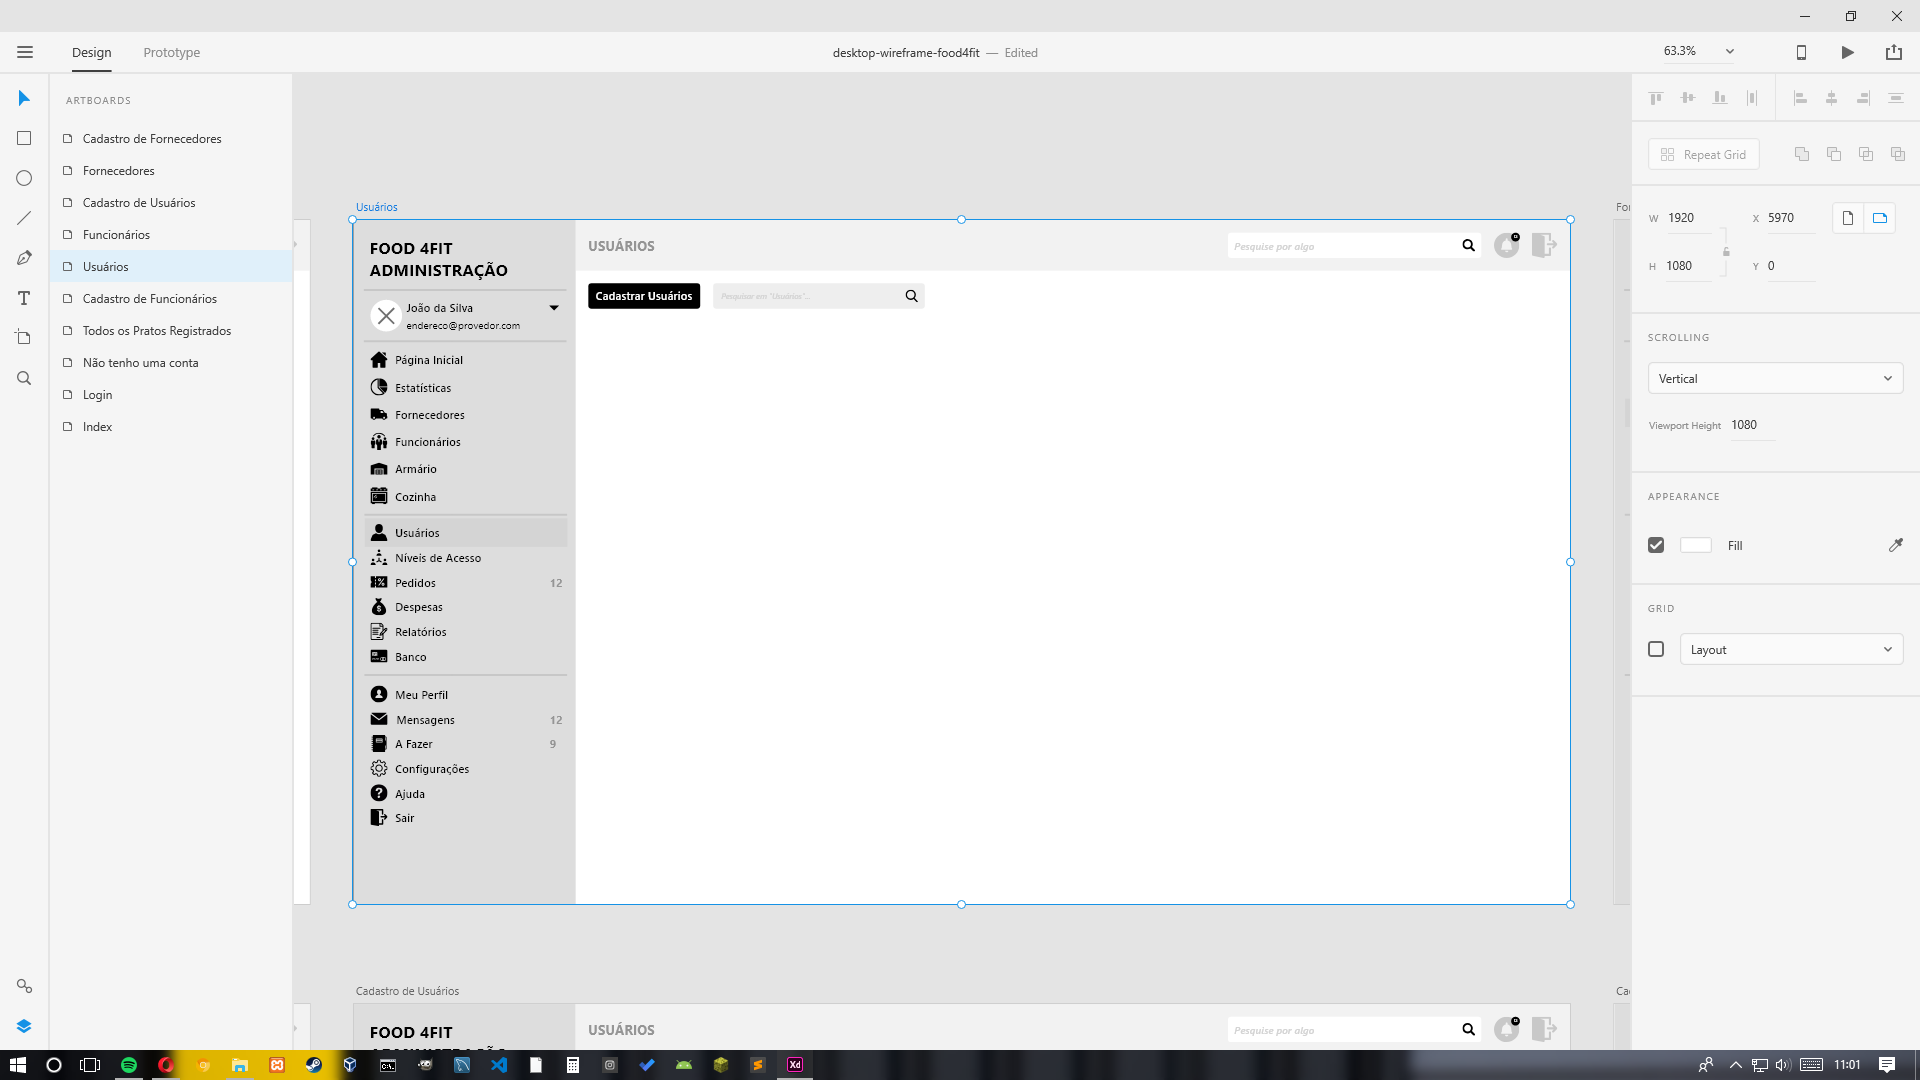 Design
Prototype
desktop-wireframe-food4fit — Edited
63.3%
ARTBOARDS
Cadastro de Fornecedores
Fornecedores
Cadastro de Usuários
Funcionários
Usuários
Cadastro de Funcionários
Todos os Pratos Registrados
Não tenho uma conta
Login
Index
Usuários
FOOD 4FIT
ADMINISTRAÇÃO
João da Silva
endereco@provedor.com
Página Inicial
Estatísticas
Fornecedores
Funcionários
Armário
Cozinha
Usuários
Níveis de Acesso
Pedidos 12
Despesas
Relatórios
Banco
Meu Perfil
Mensagens 12
A Fazer 9
Configurações
Ajuda
Sair
USUÁRIOS
Pesquise por algo
Cadastrar Usuários
Pesquisar em "Usuários"...
For
Cadastro de Usuários
FOOD 4FIT
USUÁRIOS
Pesquise por algo
Repeat Grid
W 1920
X 5970
H 1080
Y 0
SCROLLING
Vertical
Viewport Height 1080
APPEARANCE
Fill
GRID
Layout
Xd
11:01